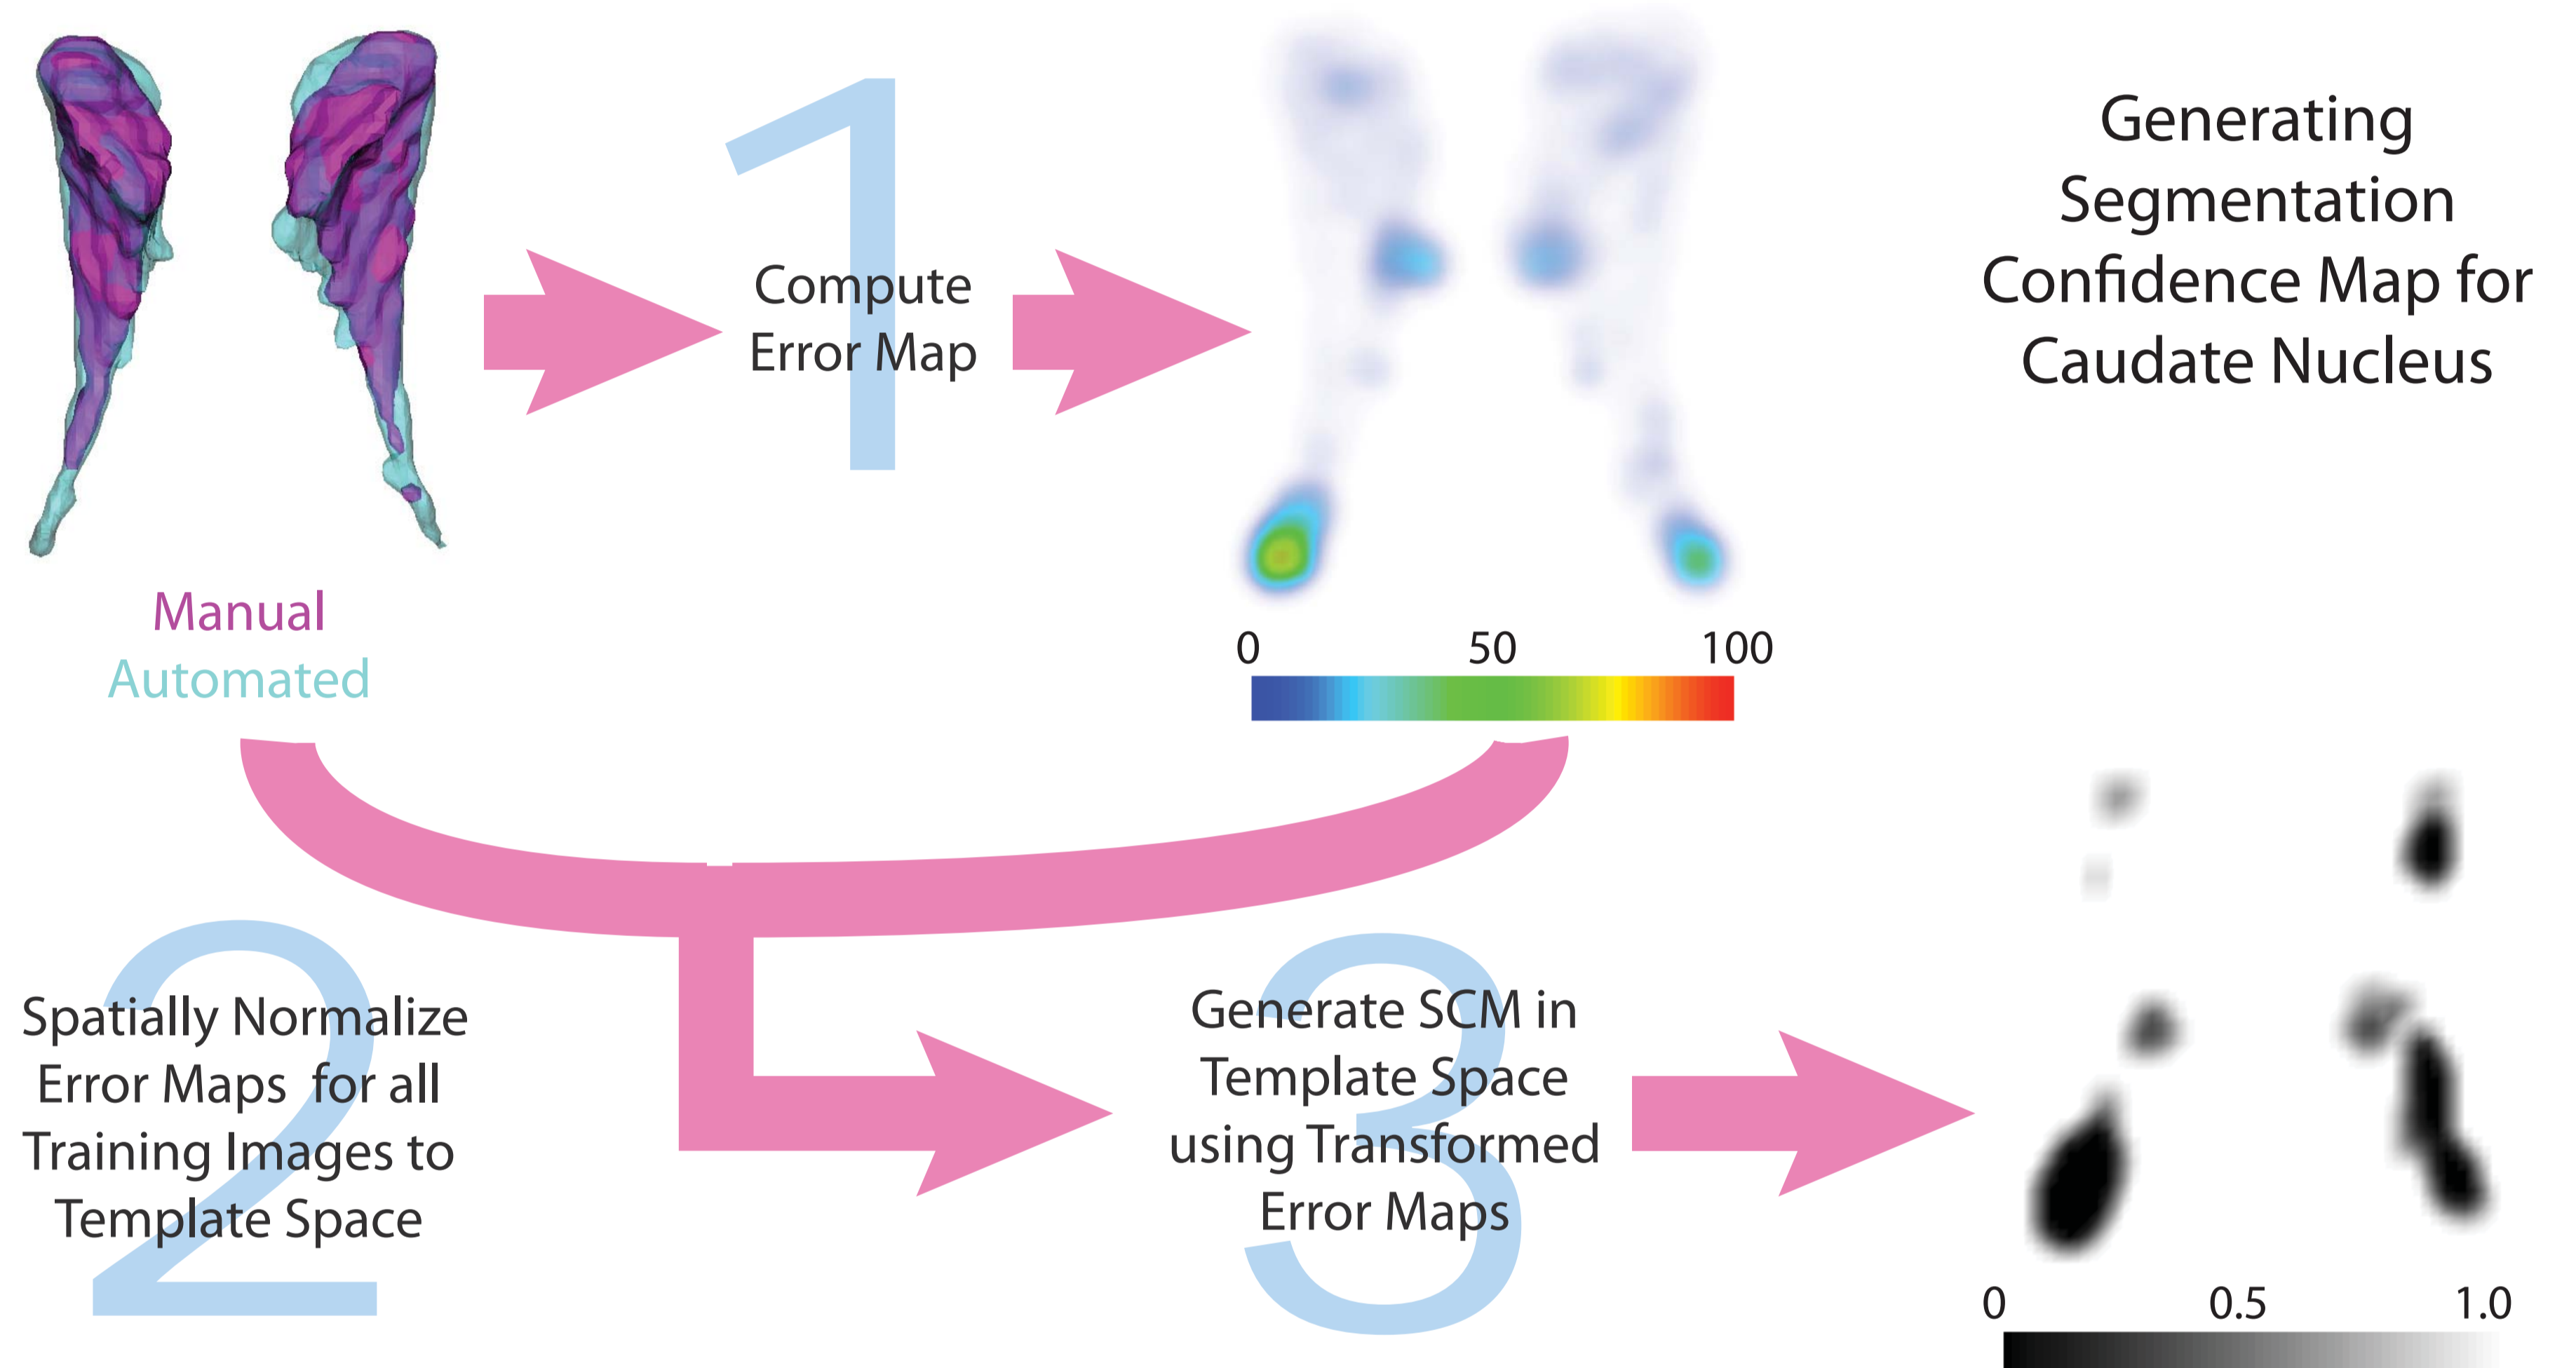 Generating
Segmentation
Confidence Map for
Caudate Nucleus
1
Compute
Error Map
Manual
Automated
0 50 100
2
Spatially Normalize
Error Maps for all
Training Images to
Template Space
3
Generate SCM in
Template Space
using Transformed
Error Maps
0 0.5 1.0